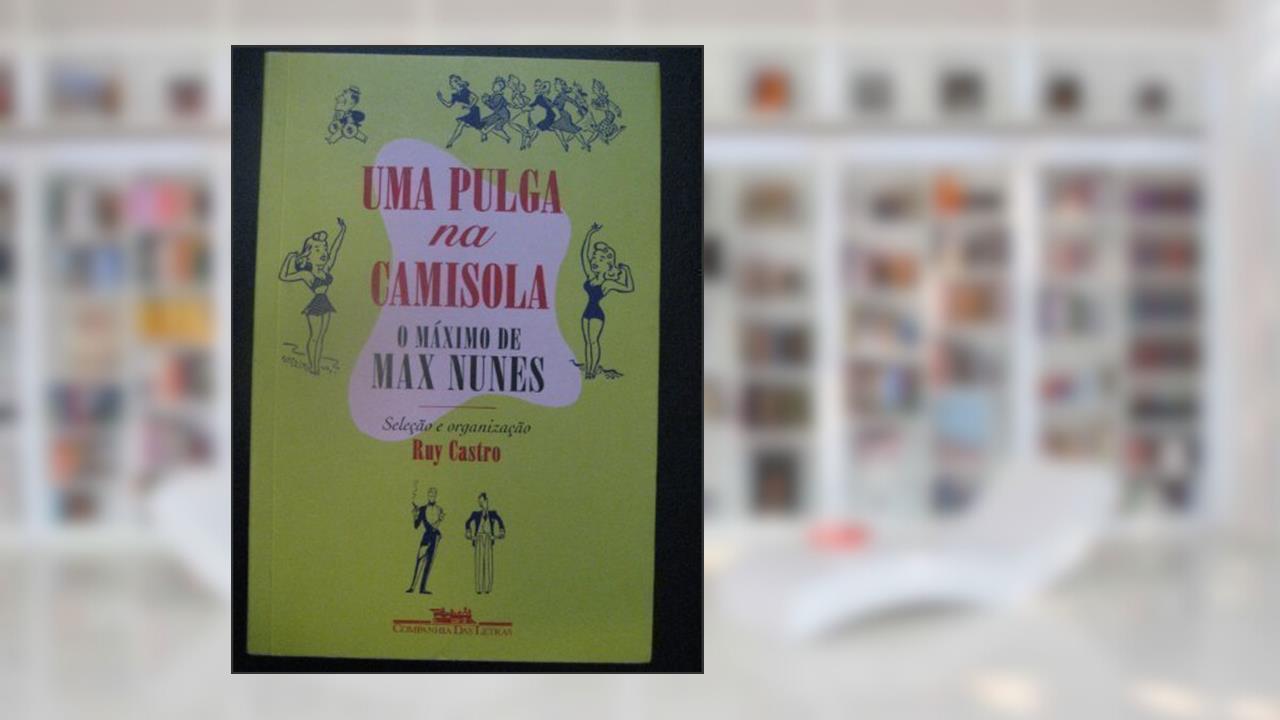 UMA PULGA
na
CAMISOLA
O MÁXIMO DE
MAX NUNES
Seleção e organização
Ruy Castro
COMPANHIA DAS LETRAS